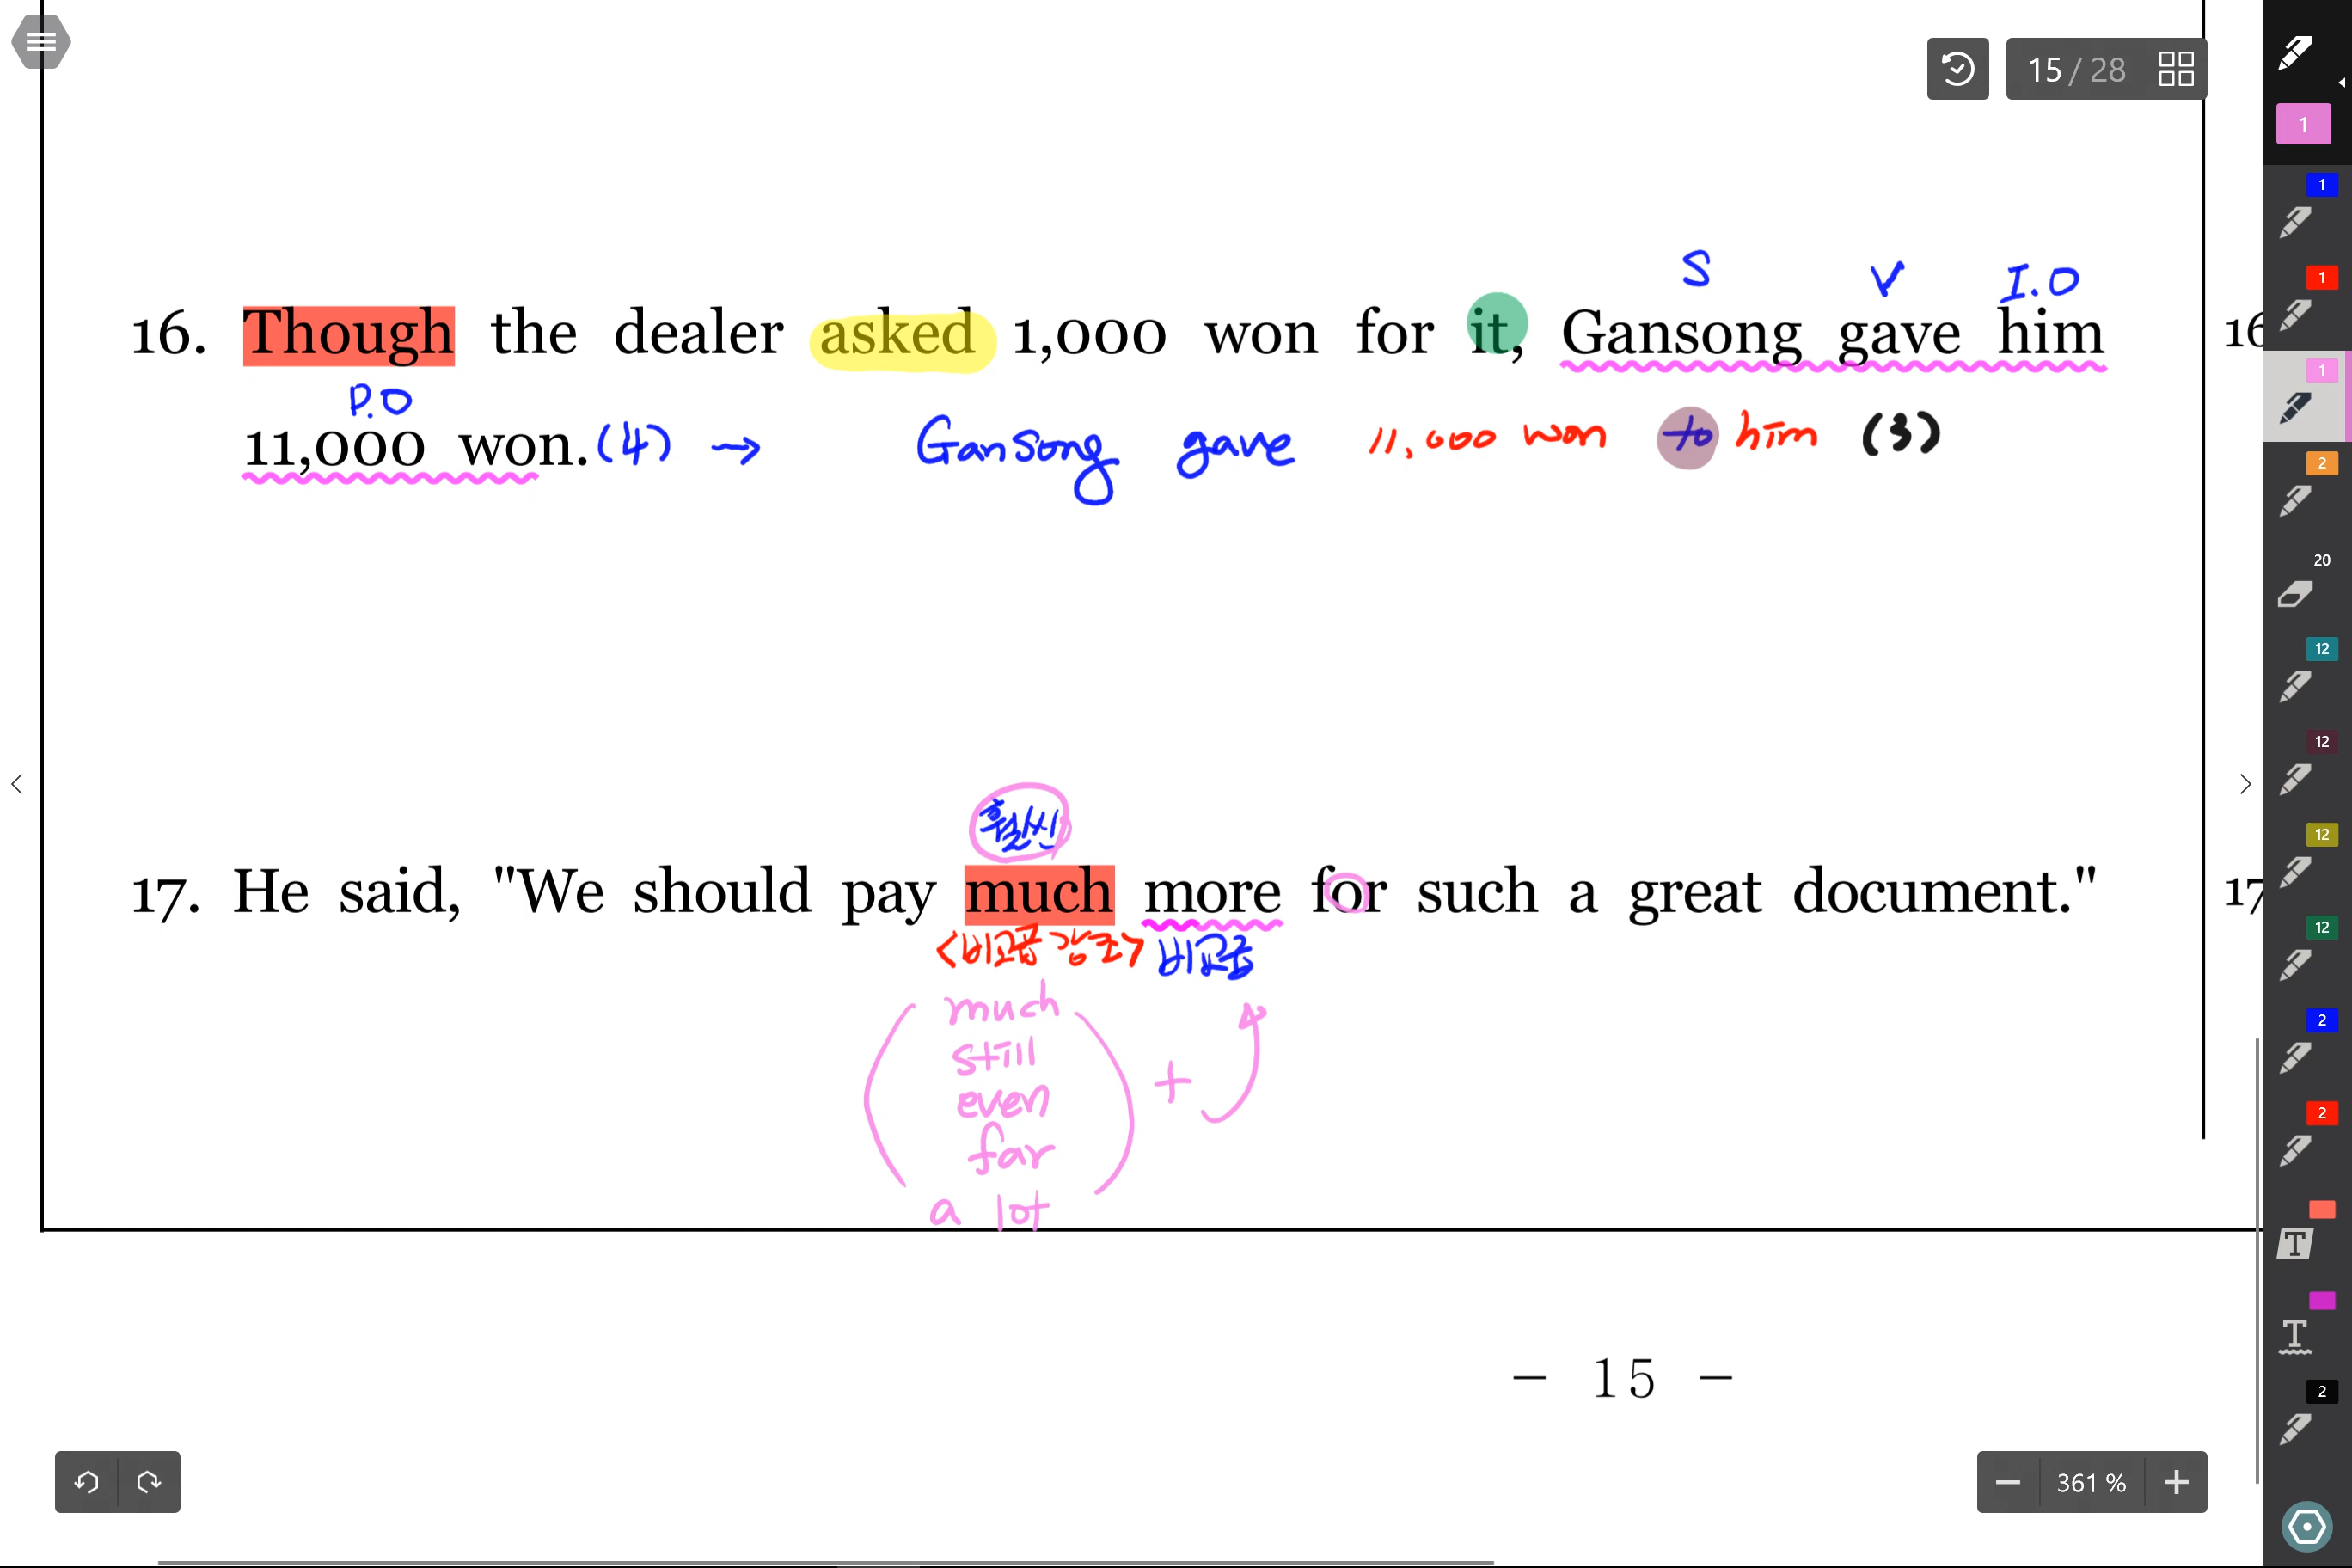 15 / 28
1
1
1
1
2
20
12
12
12
12
2
2
2
S V I.O
16. Though the dealer asked 1,000 won for it, Gansong gave him
16
D.O
11,000 won. (4) → Gansong gave 11,000 won to him (3)
훨씬
17. He said, "We should pay much more for such a great document."
17
<비교급 강조> 비교급
much
still
even
far
a lot
+
- 15 -
361 %